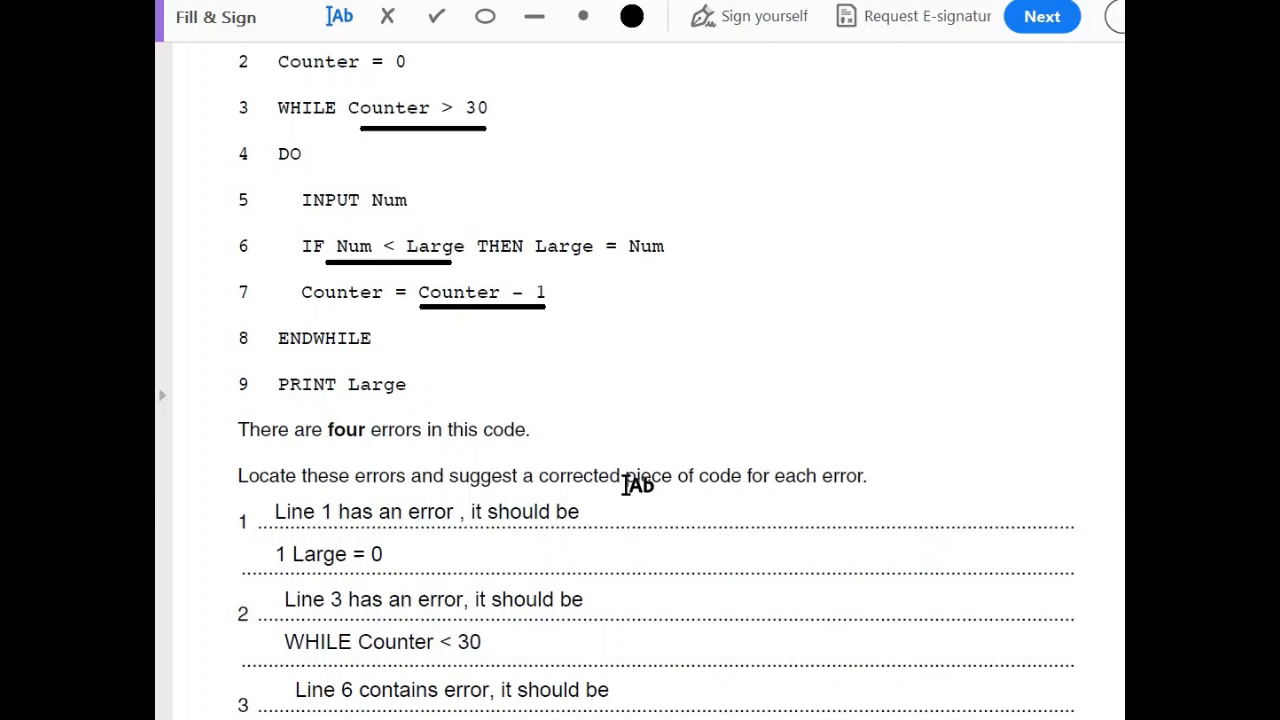 Fill & Sign Ab Sign yourself Request E-signatur Next
2 Counter = 0
3 WHILE Counter > 30
4 DO
5 INPUT Num
6 IF Num < Large THEN Large = Num
7 Counter = Counter - 1
8 ENDWHILE
9 PRINT Large
There are four errors in this code.
Locate these errors and suggest a corrected piece of code for each error.
Ab
1 Line 1 has an error , it should be
1 Large = 0
2 Line 3 has an error, it should be
WHILE Counter < 30
3 Line 6 contains error, it should be